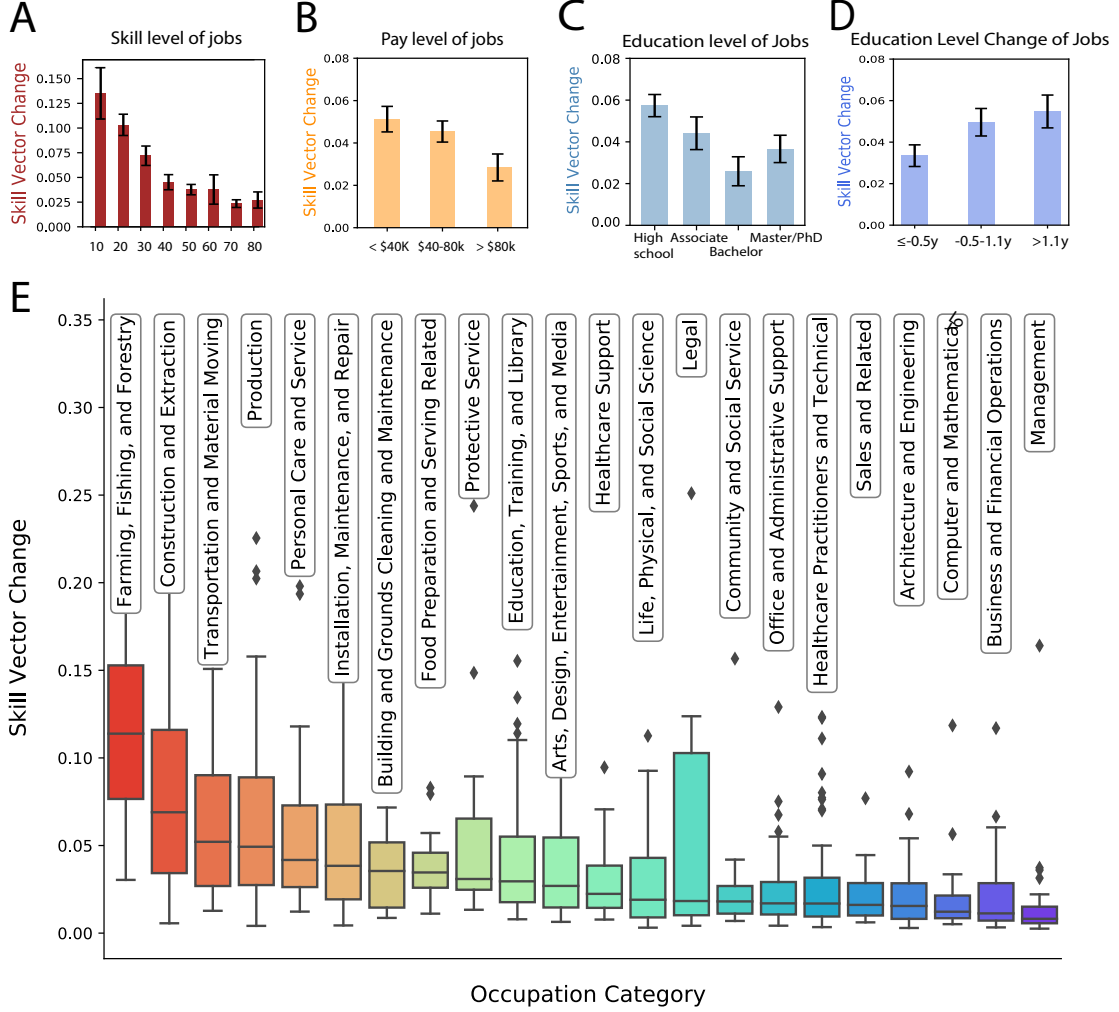 A
Skill level of jobs
Skill Vector Change
0.150
0.125
0.100
0.075
0.050
0.025
0.000
10 20 30 40 50 60 70 80
B
Pay level of jobs
Skill Vector Change
0.08
0.06
0.04
0.02
0.00
< $40K $40-80k > $80k
C
Education level of Jobs
Skill Vector Change
0.08
0.06
0.04
0.02
0.00
High school
Associate
Bachelor
Master/PhD
D
Education Level Change of Jobs
Skill Vector Change
0.08
0.06
0.04
0.02
0.00
≤-0.5y -0.5-1.1y >1.1y
E
Skill Vector Change
0.35
0.30
0.25
0.20
0.15
0.10
0.05
0.00
Farming, Fishing, and Forestry
Construction and Extraction
Transportation and Material Moving
Production
Personal Care and Service
Installation, Maintenance, and Repair
Building and Grounds Cleaning and Maintenance
Food Preparation and Serving Related
Protective Service
Education, Training, and Library
Arts, Design, Entertainment, Sports, and Media
Healthcare Support
Life, Physical, and Social Science
Legal
Community and Social Service
Office and Administrative Support
Healthcare Practitioners and Technical
Sales and Related
Architecture and Engineering
Computer and Mathematical
Business and Financial Operations
Management
Occupation Category